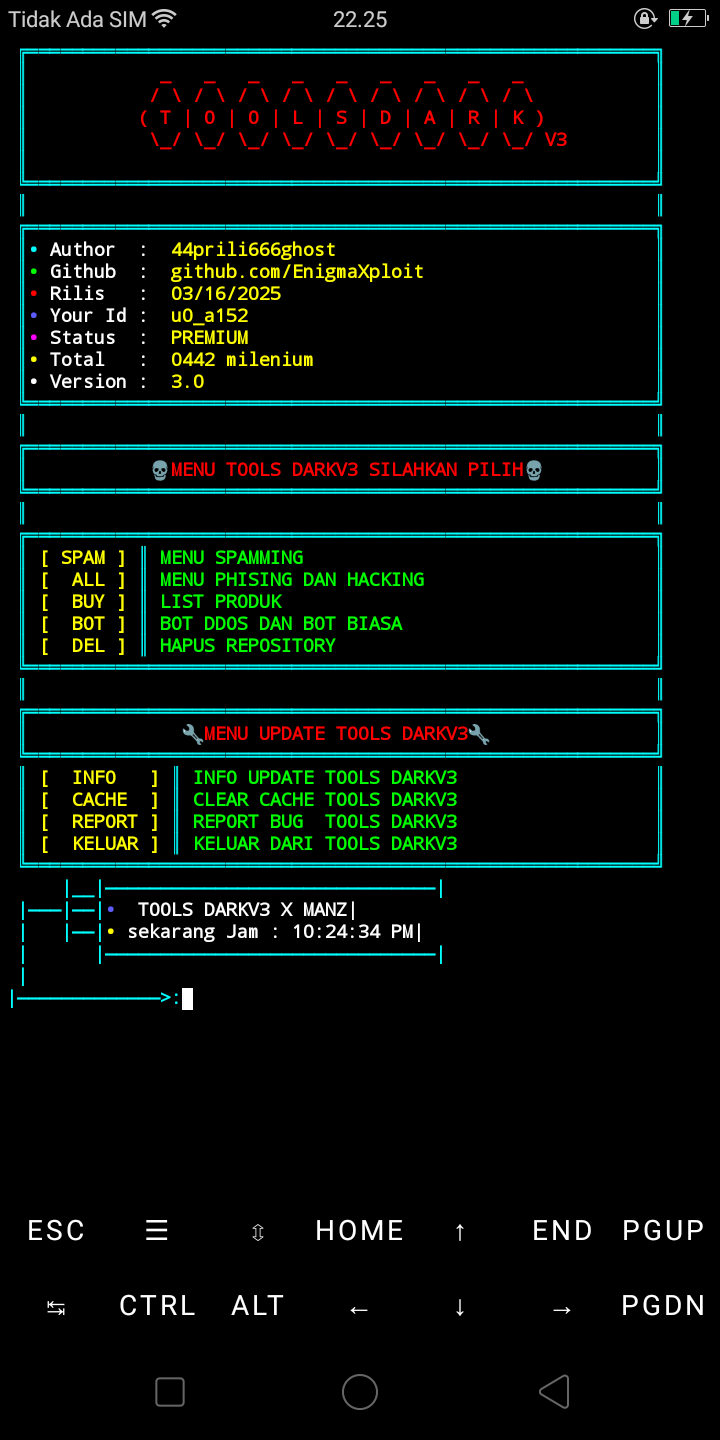 Tidak Ada SIM 22.25
( T | O | O | L | S | D | A | R | K )
V3
• Author : 44prili666ghost
• Github : github.com/EnigmaXploit
• Rilis : 03/16/2025
• Your Id : u0_a152
• Status : PREMIUM
• Total : 0442 milenium
• Version : 3.0
💀MENU TOOLS DARKV3 SILAHKAN PILIH💀
[ SPAM ] ║ MENU SPAMMING
[ ALL ] ║ MENU PHISING DAN HACKING
[ BUY ] ║ LIST PRODUK
[ BOT ] ║ BOT DDOS DAN BOT BIASA
[ DEL ] ║ HAPUS REPOSITORY
🔧MENU UPDATE TOOLS DARKV3🔧
[ INFO ] ║ INFO UPDATE TOOLS DARKV3
[ CACHE ] ║ CLEAR CACHE TOOLS DARKV3
[ REPORT ] ║ REPORT BUG TOOLS DARKV3
[ KELUAR ] ║ KELUAR DARI TOOLS DARKV3
• TOOLS DARKV3 X MANZ|
• sekarang Jam : 10:24:34 PM|
>:
ESC ☰ ⇳ HOME ↑ END PGUP
↹ CTRL ALT ← ↓ → PGDN